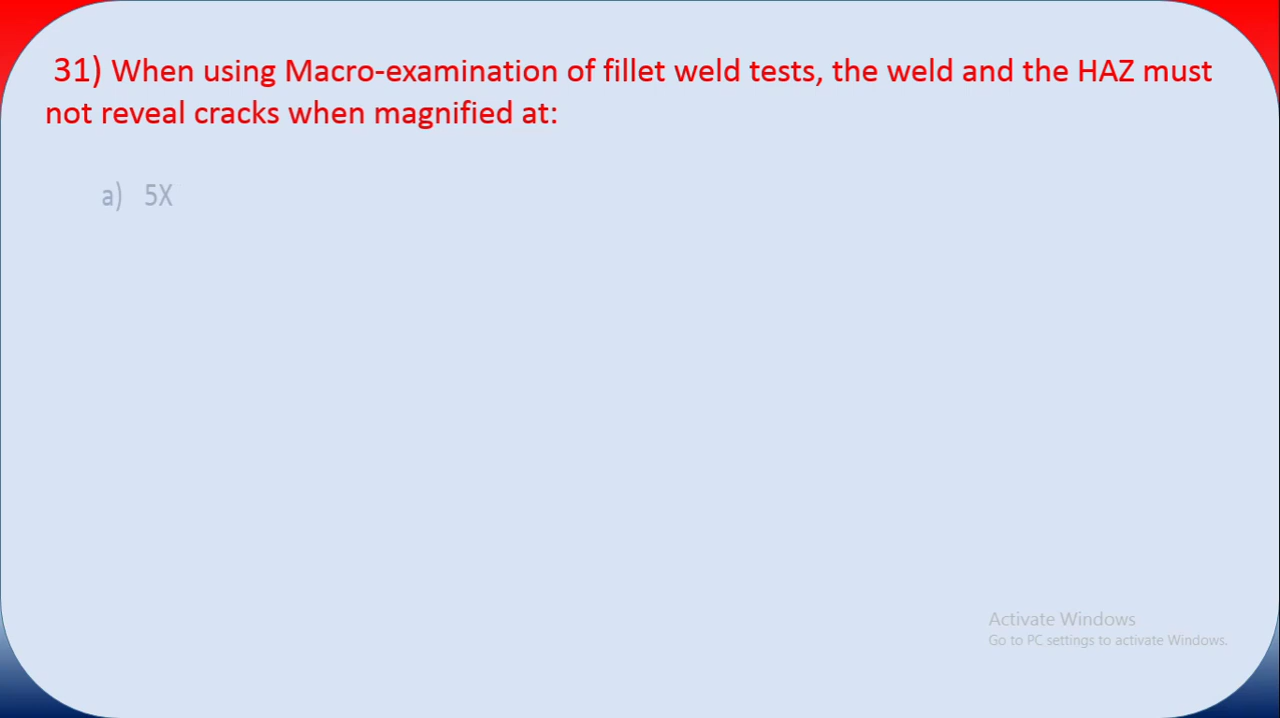 31) When using Macro-examination of fillet weld tests, the weld and the HAZ must
not reveal cracks when magnified at:
a) 5X
Activate Windows
Go to PC settings to activate Windows.